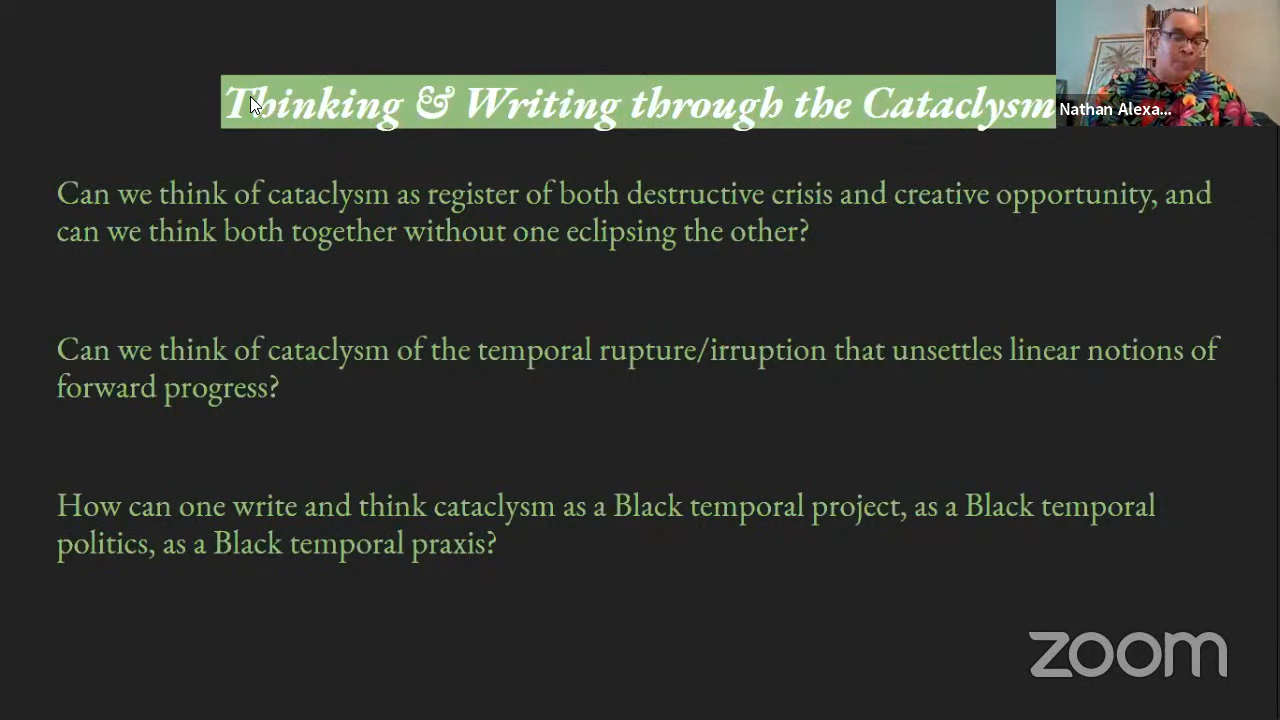 Thinking & Writing through the Cataclysm
Nathan Alexa...
Can we think of cataclysm as register of both destructive crisis and creative opportunity, and
can we think both together without one eclipsing the other?
Can we think of cataclysm of the temporal rupture/irruption that unsettles linear notions of
forward progress?
How can one write and think cataclysm as a Black temporal project, as a Black temporal
politics, as a Black temporal praxis?
zoom